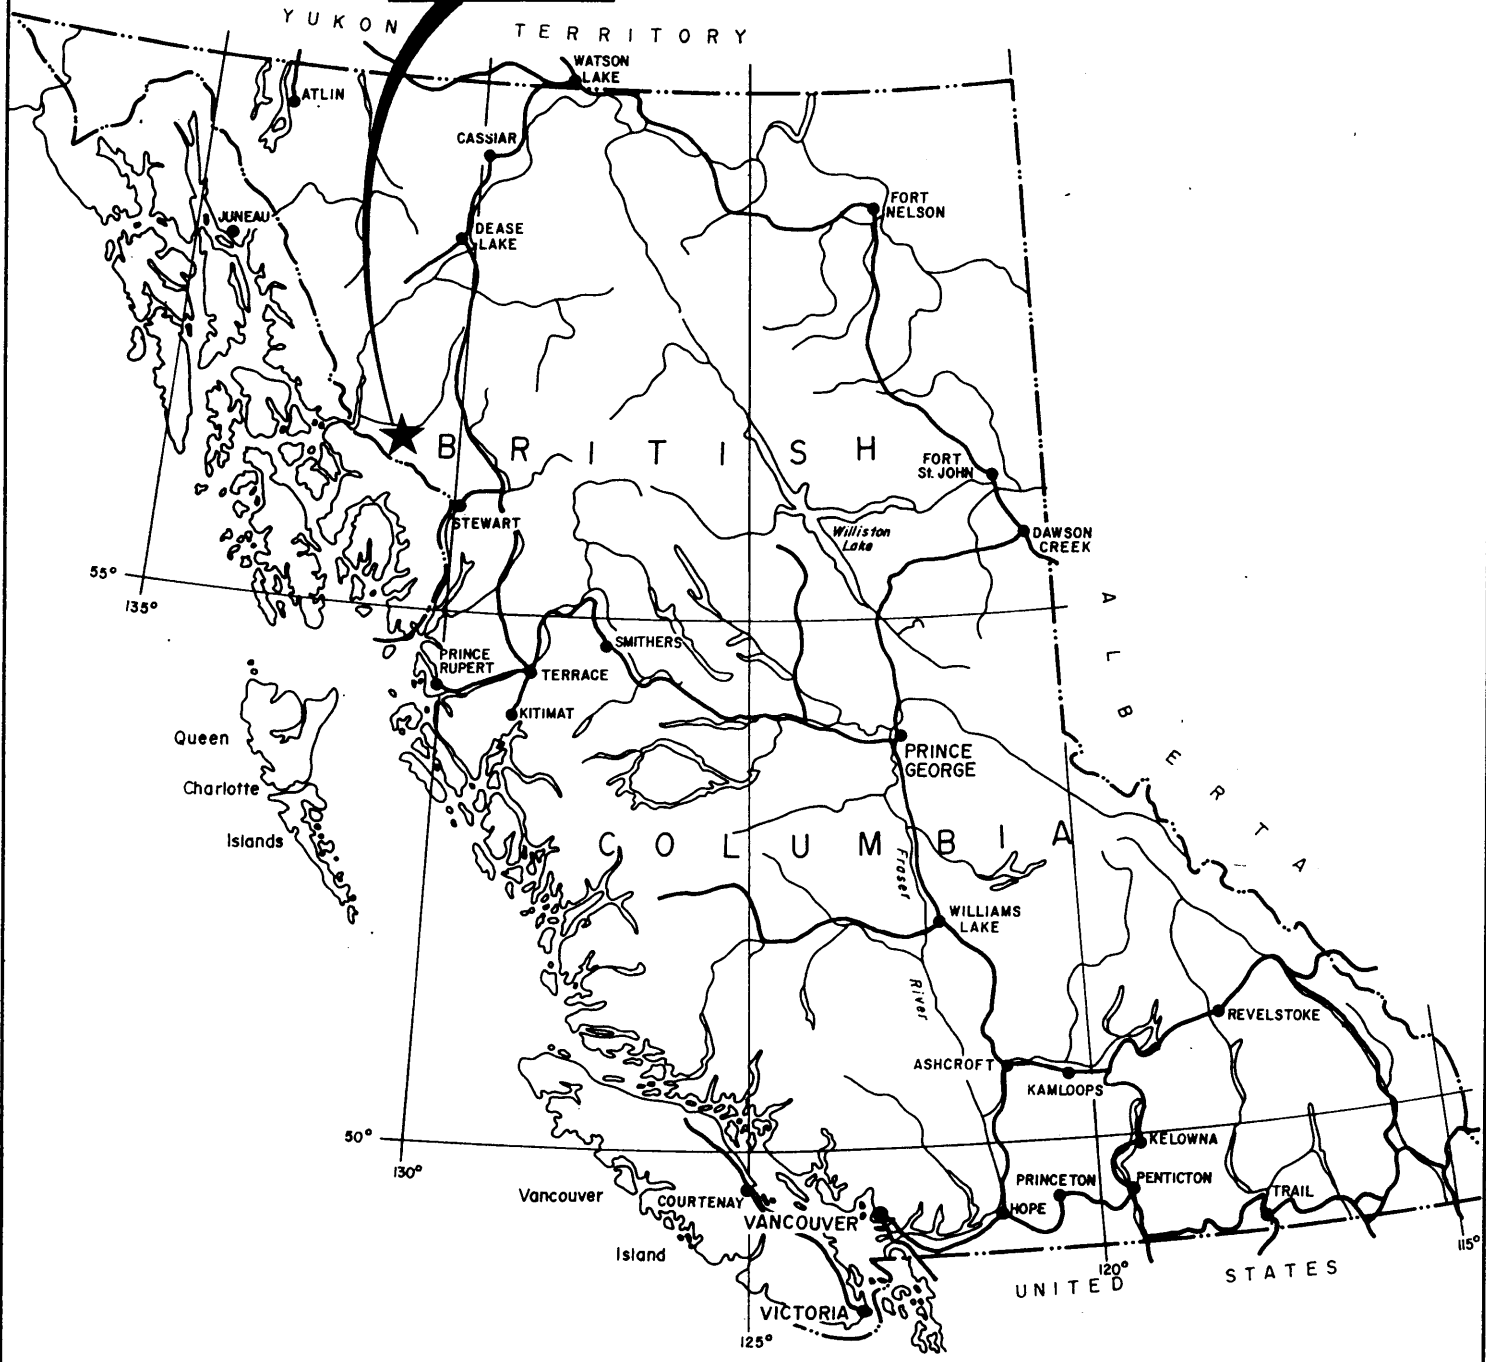 YUKON TERRITORY
WATSON
LAKE
ATLIN
CASSIAR
FORT
NELSON
JUNEAU
DEASE
LAKE
BRITISH
FORT
St. JOHN
STEWART
Williston
Lake
DAWSON
CREEK
55°
135°
ALBERTA
PRINCE
RUPERT
SMITHERS
TERRACE
KITIMAT
Queen
Charlotte
Islands
PRINCE
GEORGE
COLUMBIA
Fraser
River
WILLIAMS
LAKE
REVELSTOKE
ASHCROFT
KAMLOOPS
50°
130°
KELOWNA
Vancouver
Island
COURTENAY
PRINCETON
PENTICTON
TRAIL
VANCOUVER
HOPE
115°
120°
UNITED STATES
VICTORIA
125°